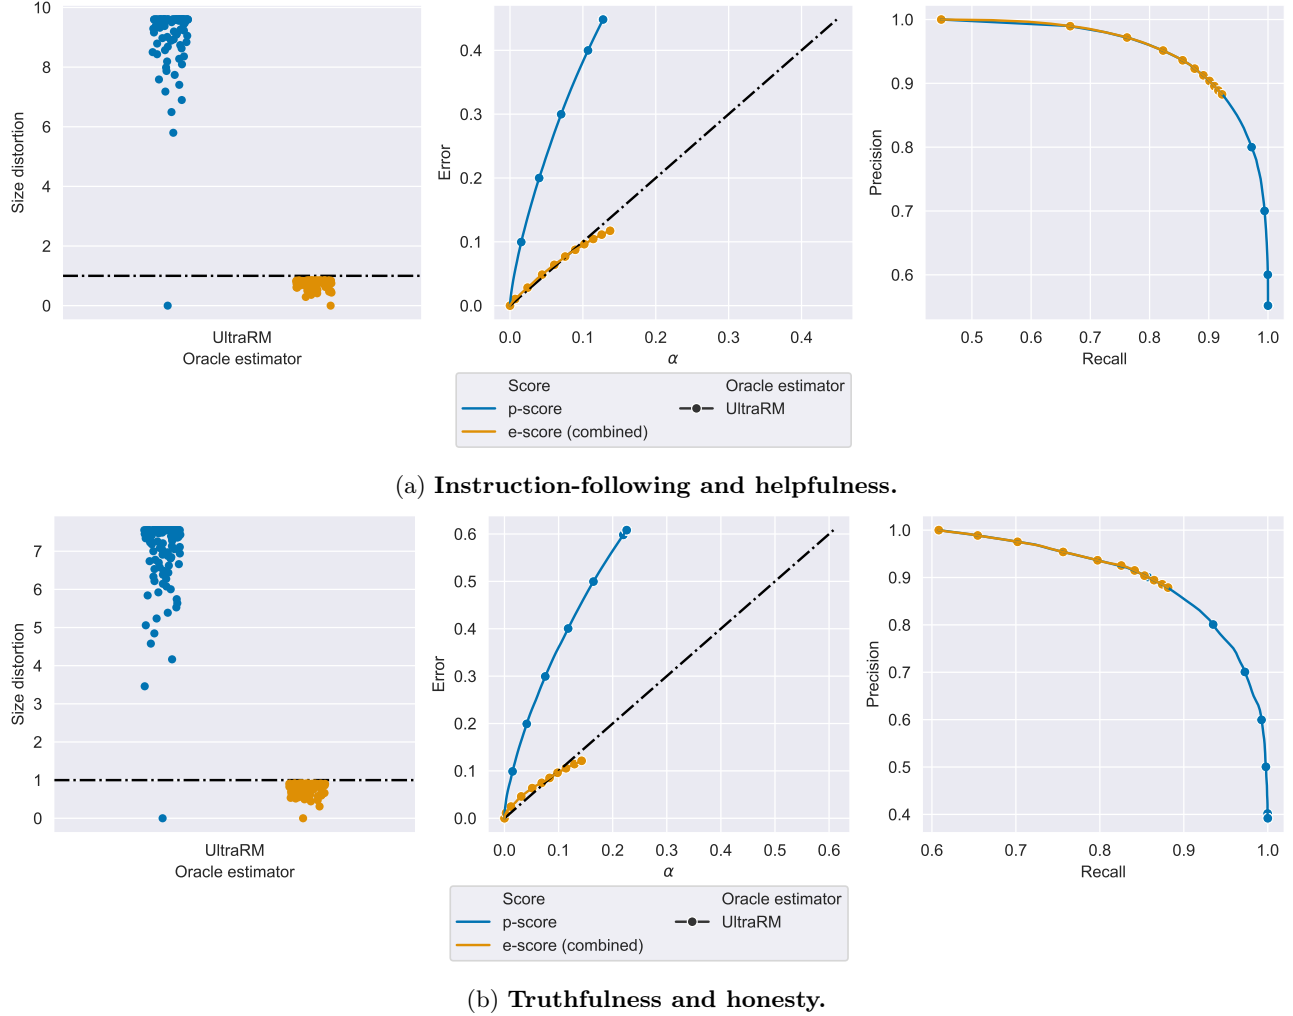 10
8
6
4
2
0
Size distortion
UltraRM
Oracle estimator
0.4
0.3
0.2
0.1
0.0
Error
0.0 0.1 0.2 0.3 0.4
α
1.0
0.9
0.8
0.7
0.6
Precision
0.5 0.6 0.7 0.8 0.9 1.0
Recall
Score Oracle estimator
p-score UltraRM
e-score (combined)
(a) Instruction-following and helpfulness.
7
6
5
4
3
2
1
0
Size distortion
UltraRM
Oracle estimator
0.6
0.5
0.4
0.3
0.2
0.1
0.0
Error
0.0 0.1 0.2 0.3 0.4 0.5 0.6
α
1.0
0.9
0.8
0.7
0.6
0.5
0.4
Precision
0.6 0.7 0.8 0.9 1.0
Recall
Score Oracle estimator
p-score UltraRM
e-score (combined)
(b) Truthfulness and honesty.